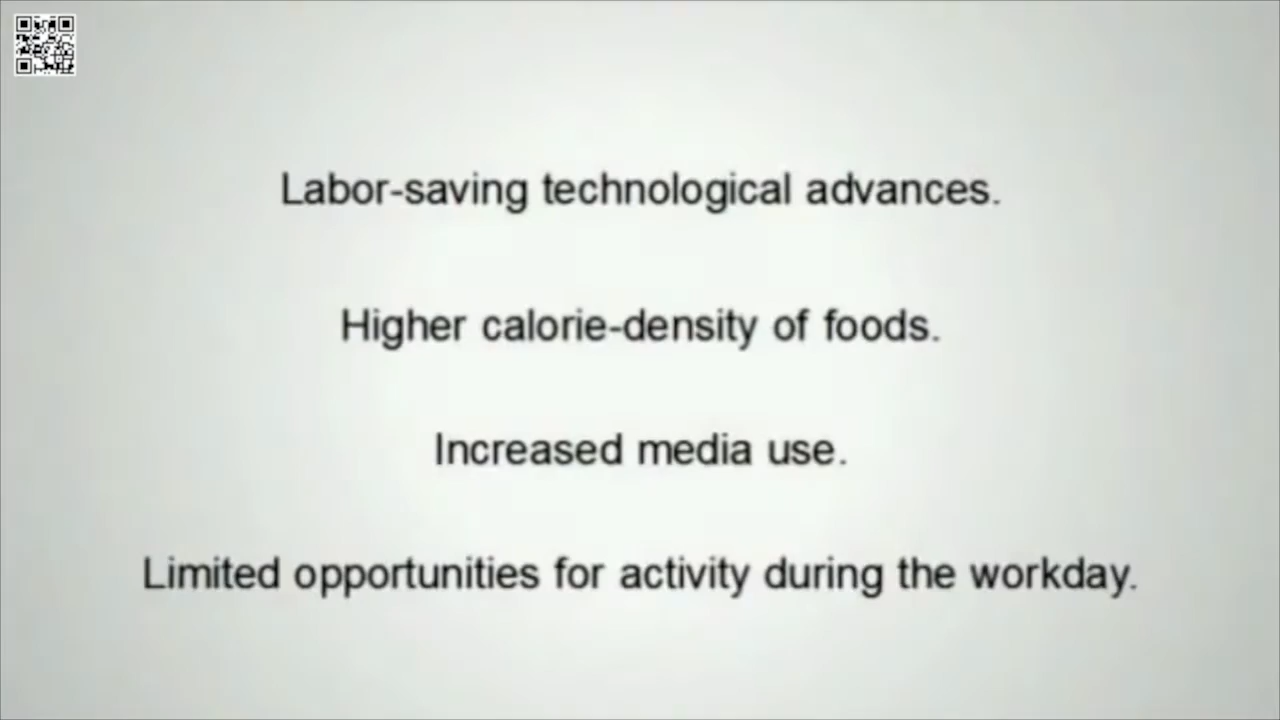 Labor-saving technological advances.
Higher calorie-density of foods.
Increased media use.
Limited opportunities for activity during the workday.